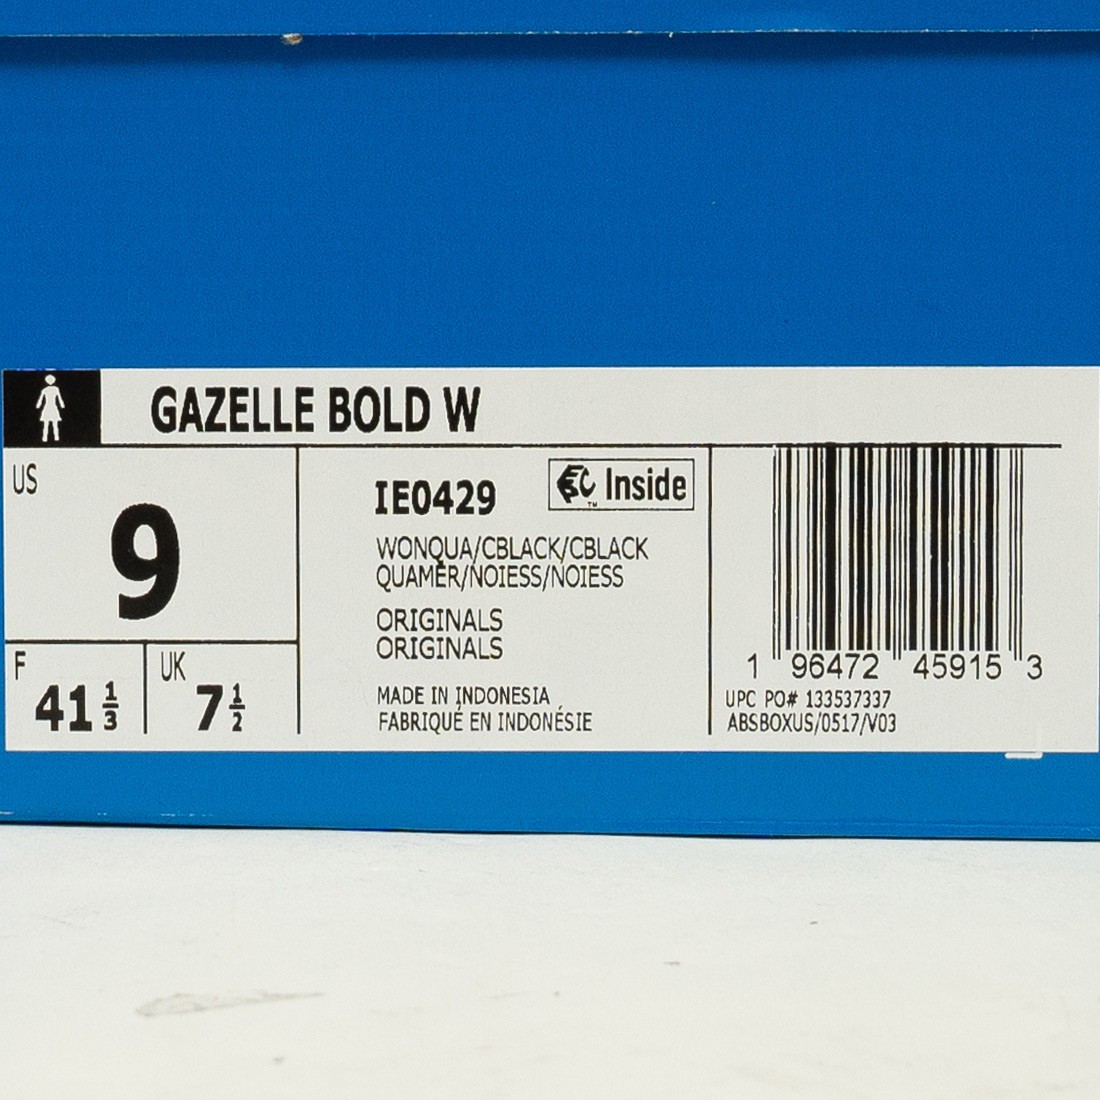 GAZELLE BOLD W
US
9
F
41 1/3
UK
7 1/2
IE0429
Inside
TM
WONQUA/CBLACK/CBLACK
QUAMER/NOIESS/NOIESS
ORIGINALS
ORIGINALS
MADE IN INDONESIA
FABRIQUÉ EN INDONÉSIE
1 96472 45915 3
UPC PO# 133537337
ABSBOXUS/0517/V03